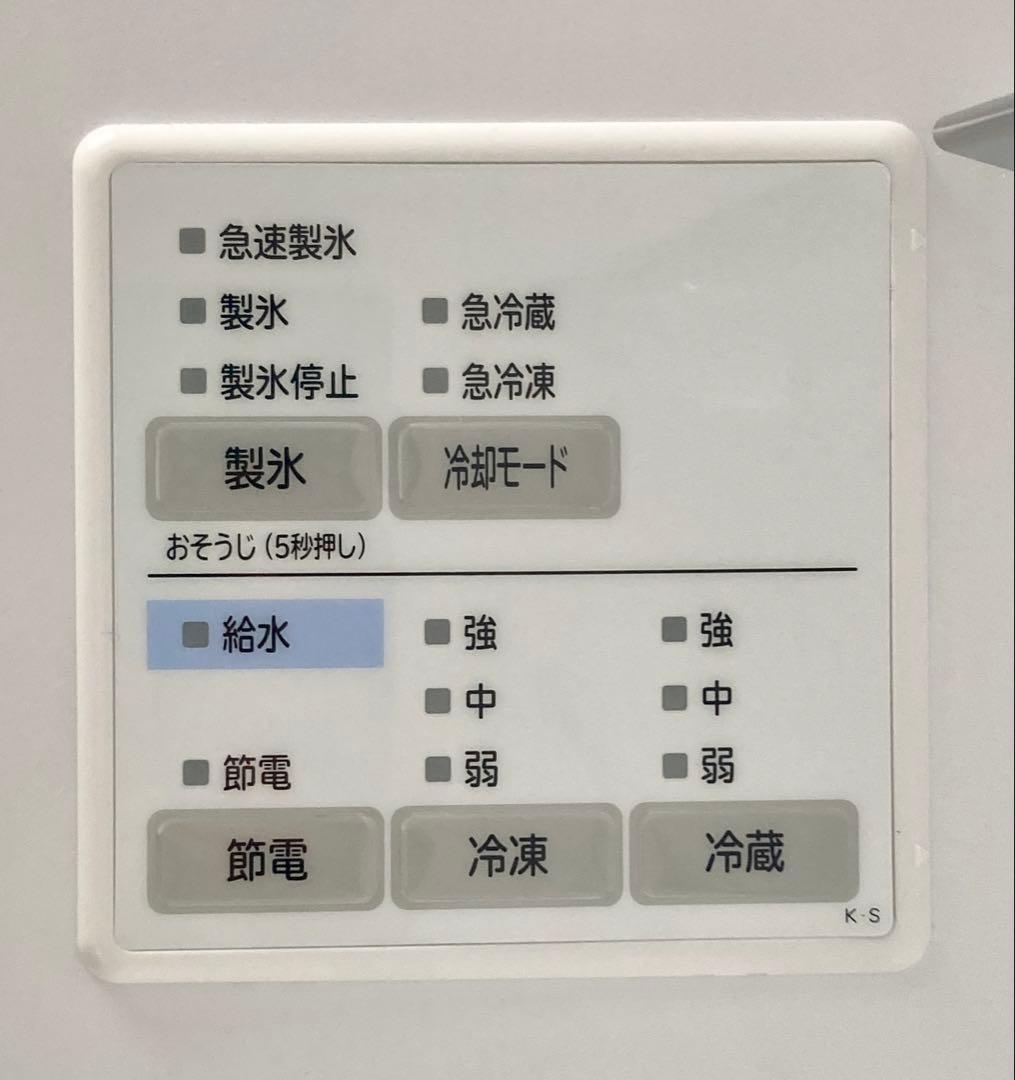 急速製氷
製氷 急冷蔵
製氷停止 急冷凍
製氷 冷却モード
おそうじ(5秒押し)
給水 強 強
中 中
節電 弱 弱
節電 冷凍 冷蔵
K-S